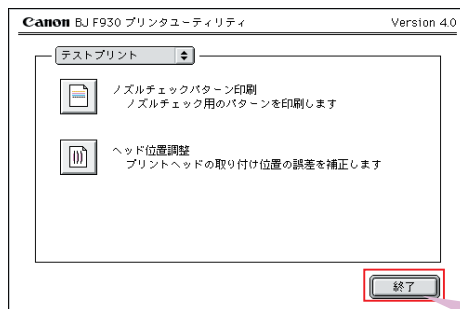 Canon BJ F930 プリンタユーティリティ Version 4.0
テストプリント
ノズルチェックパターン印刷
ノズルチェック用のパターンを印刷します
ヘッド位置調整
プリントヘッドの取り付け位置の誤差を補正します
終了